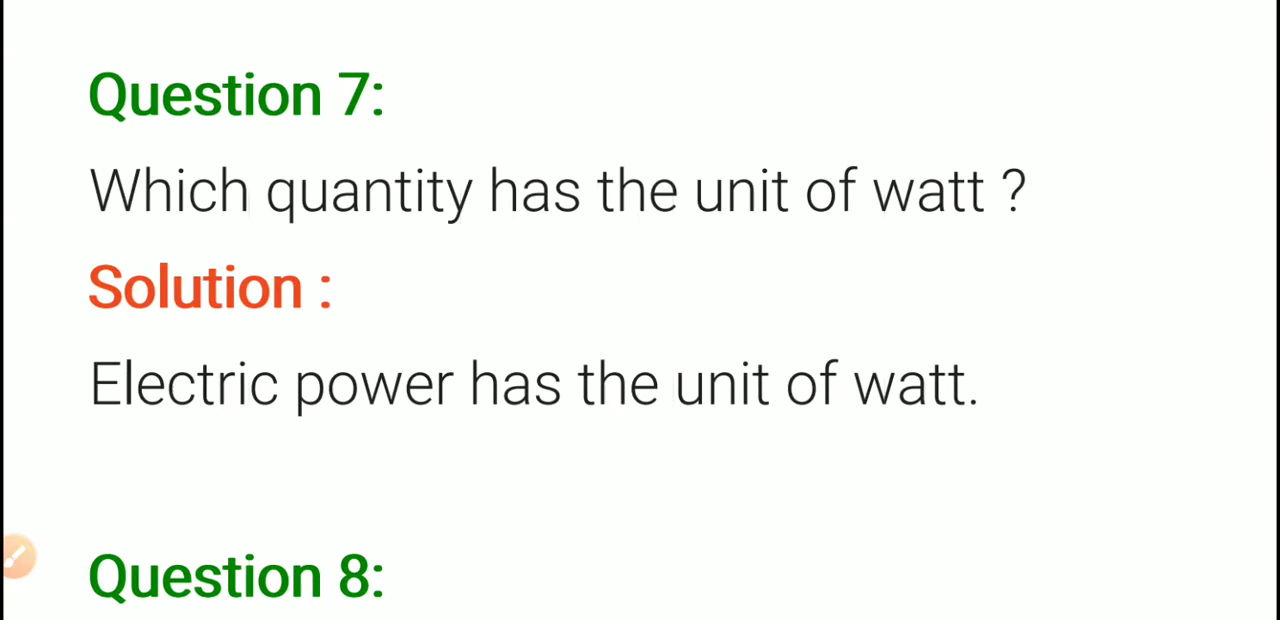 Question 7:
Which quantity has the unit of watt ?
Solution :
Electric power has the unit of watt.
Question 8: